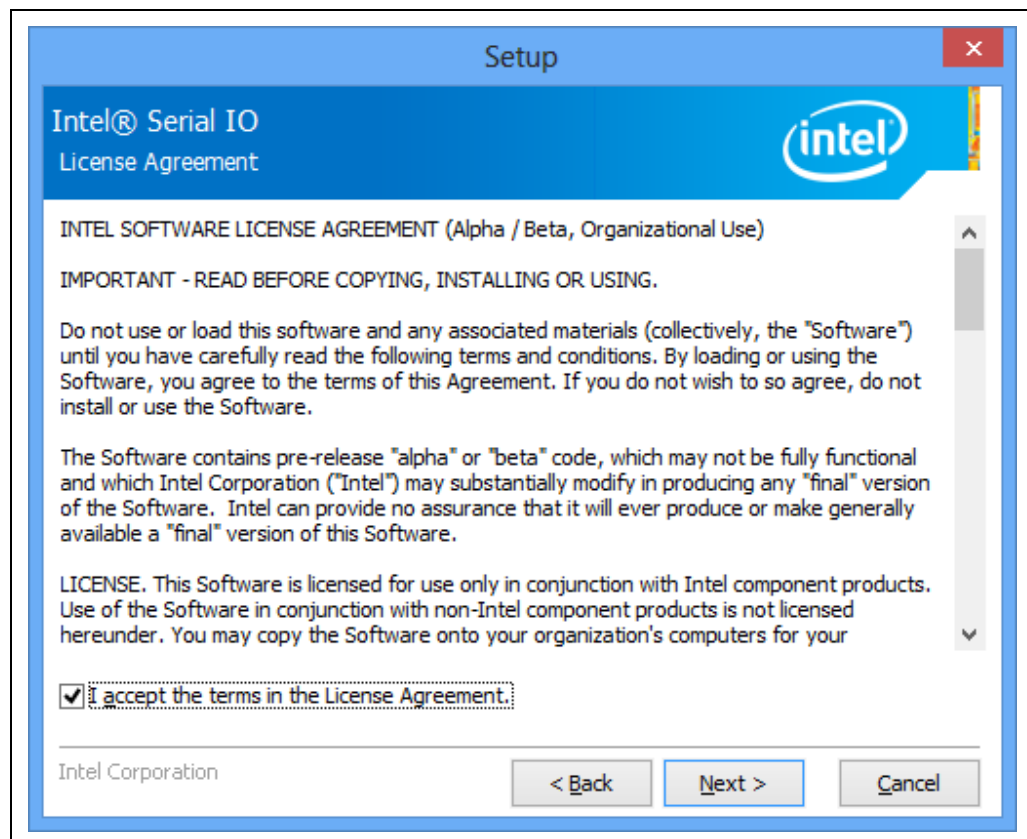 Setup
Intel® Serial IO
License Agreement
intel
INTEL SOFTWARE LICENSE AGREEMENT (Alpha / Beta, Organizational Use)
IMPORTANT - READ BEFORE COPYING, INSTALLING OR USING.
Do not use or load this software and any associated materials (collectively, the "Software")
until you have carefully read the following terms and conditions. By loading or using the
Software, you agree to the terms of this Agreement. If you do not wish to so agree, do not
install or use the Software.
The Software contains pre-release "alpha" or "beta" code, which may not be fully functional
and which Intel Corporation ("Intel") may substantially modify in producing any "final" version
of the Software.  Intel can provide no assurance that it will ever produce or make generally
available a "final" version of this Software.
LICENSE. This Software is licensed for use only in conjunction with Intel component products.
Use of the Software in conjunction with non-Intel component products is not licensed
hereunder. You may copy the Software onto your organization's computers for your
I accept the terms in the License Agreement.
Intel Corporation
< Back
Next >
Cancel